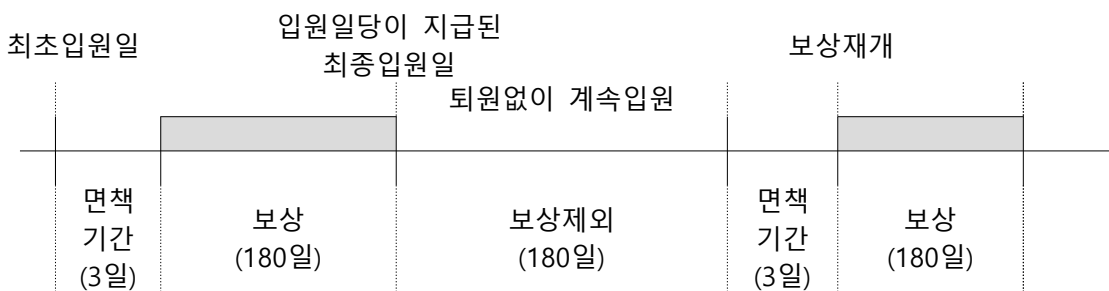 최초입원일
입원일당이 지급된
최종입원일
보상재개
퇴원없이 계속입원
면책
기간
(3일)
보상
(180일)
보상제외
(180일)
면책
기간
(3일)
보상
(180일)